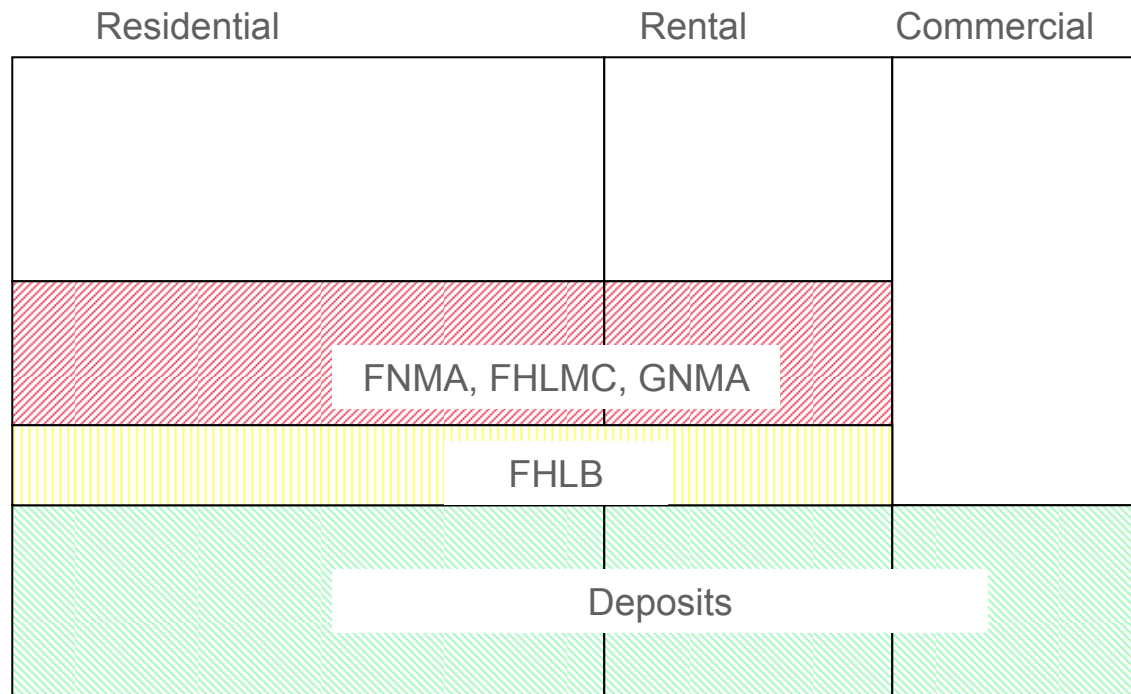 Residential Rental Commercial
FNMA, FHLMC, GNMA
FHLB
Deposits